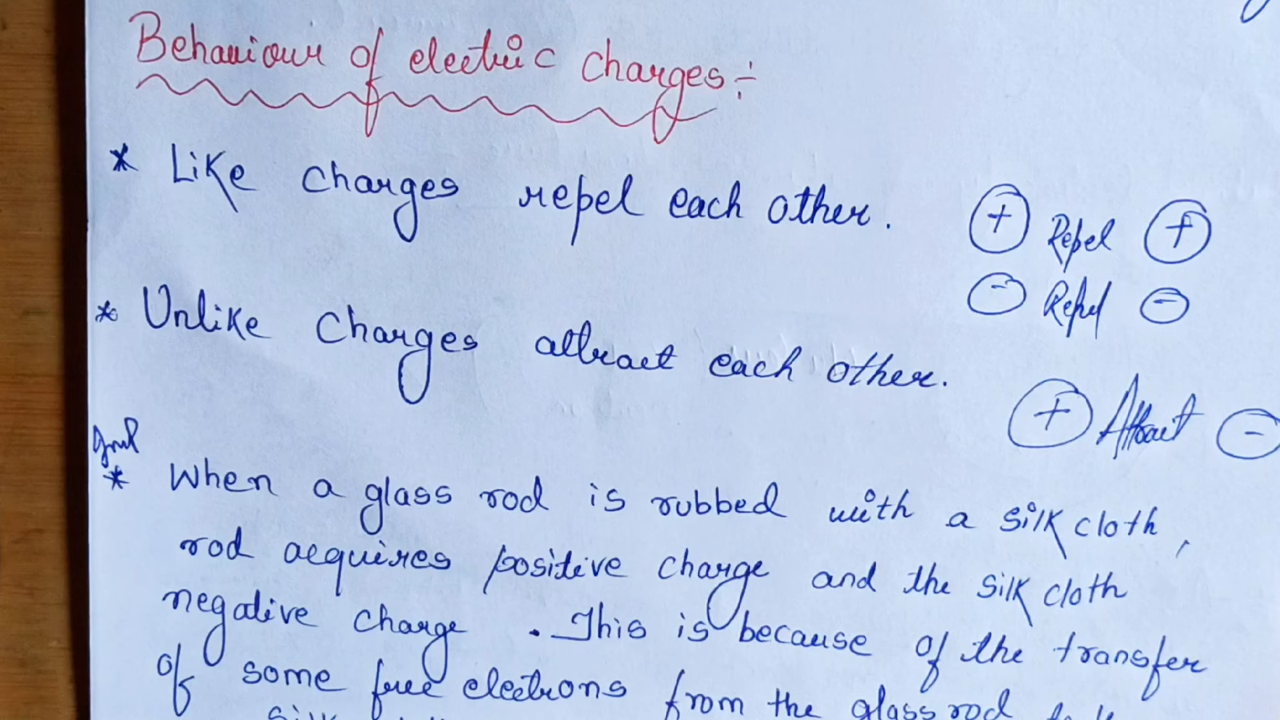 Behaviour of electric charges:-
* Like charges repel each other.
+ Repel +
- Repel -
* Unlike charges attract each other.
+ Attract -
* When a glass rod is rubbed with a silk cloth,
rod acquires positive charge and the silk cloth
negative charge. This is because of the transfer
of some free electrons from the glass rod